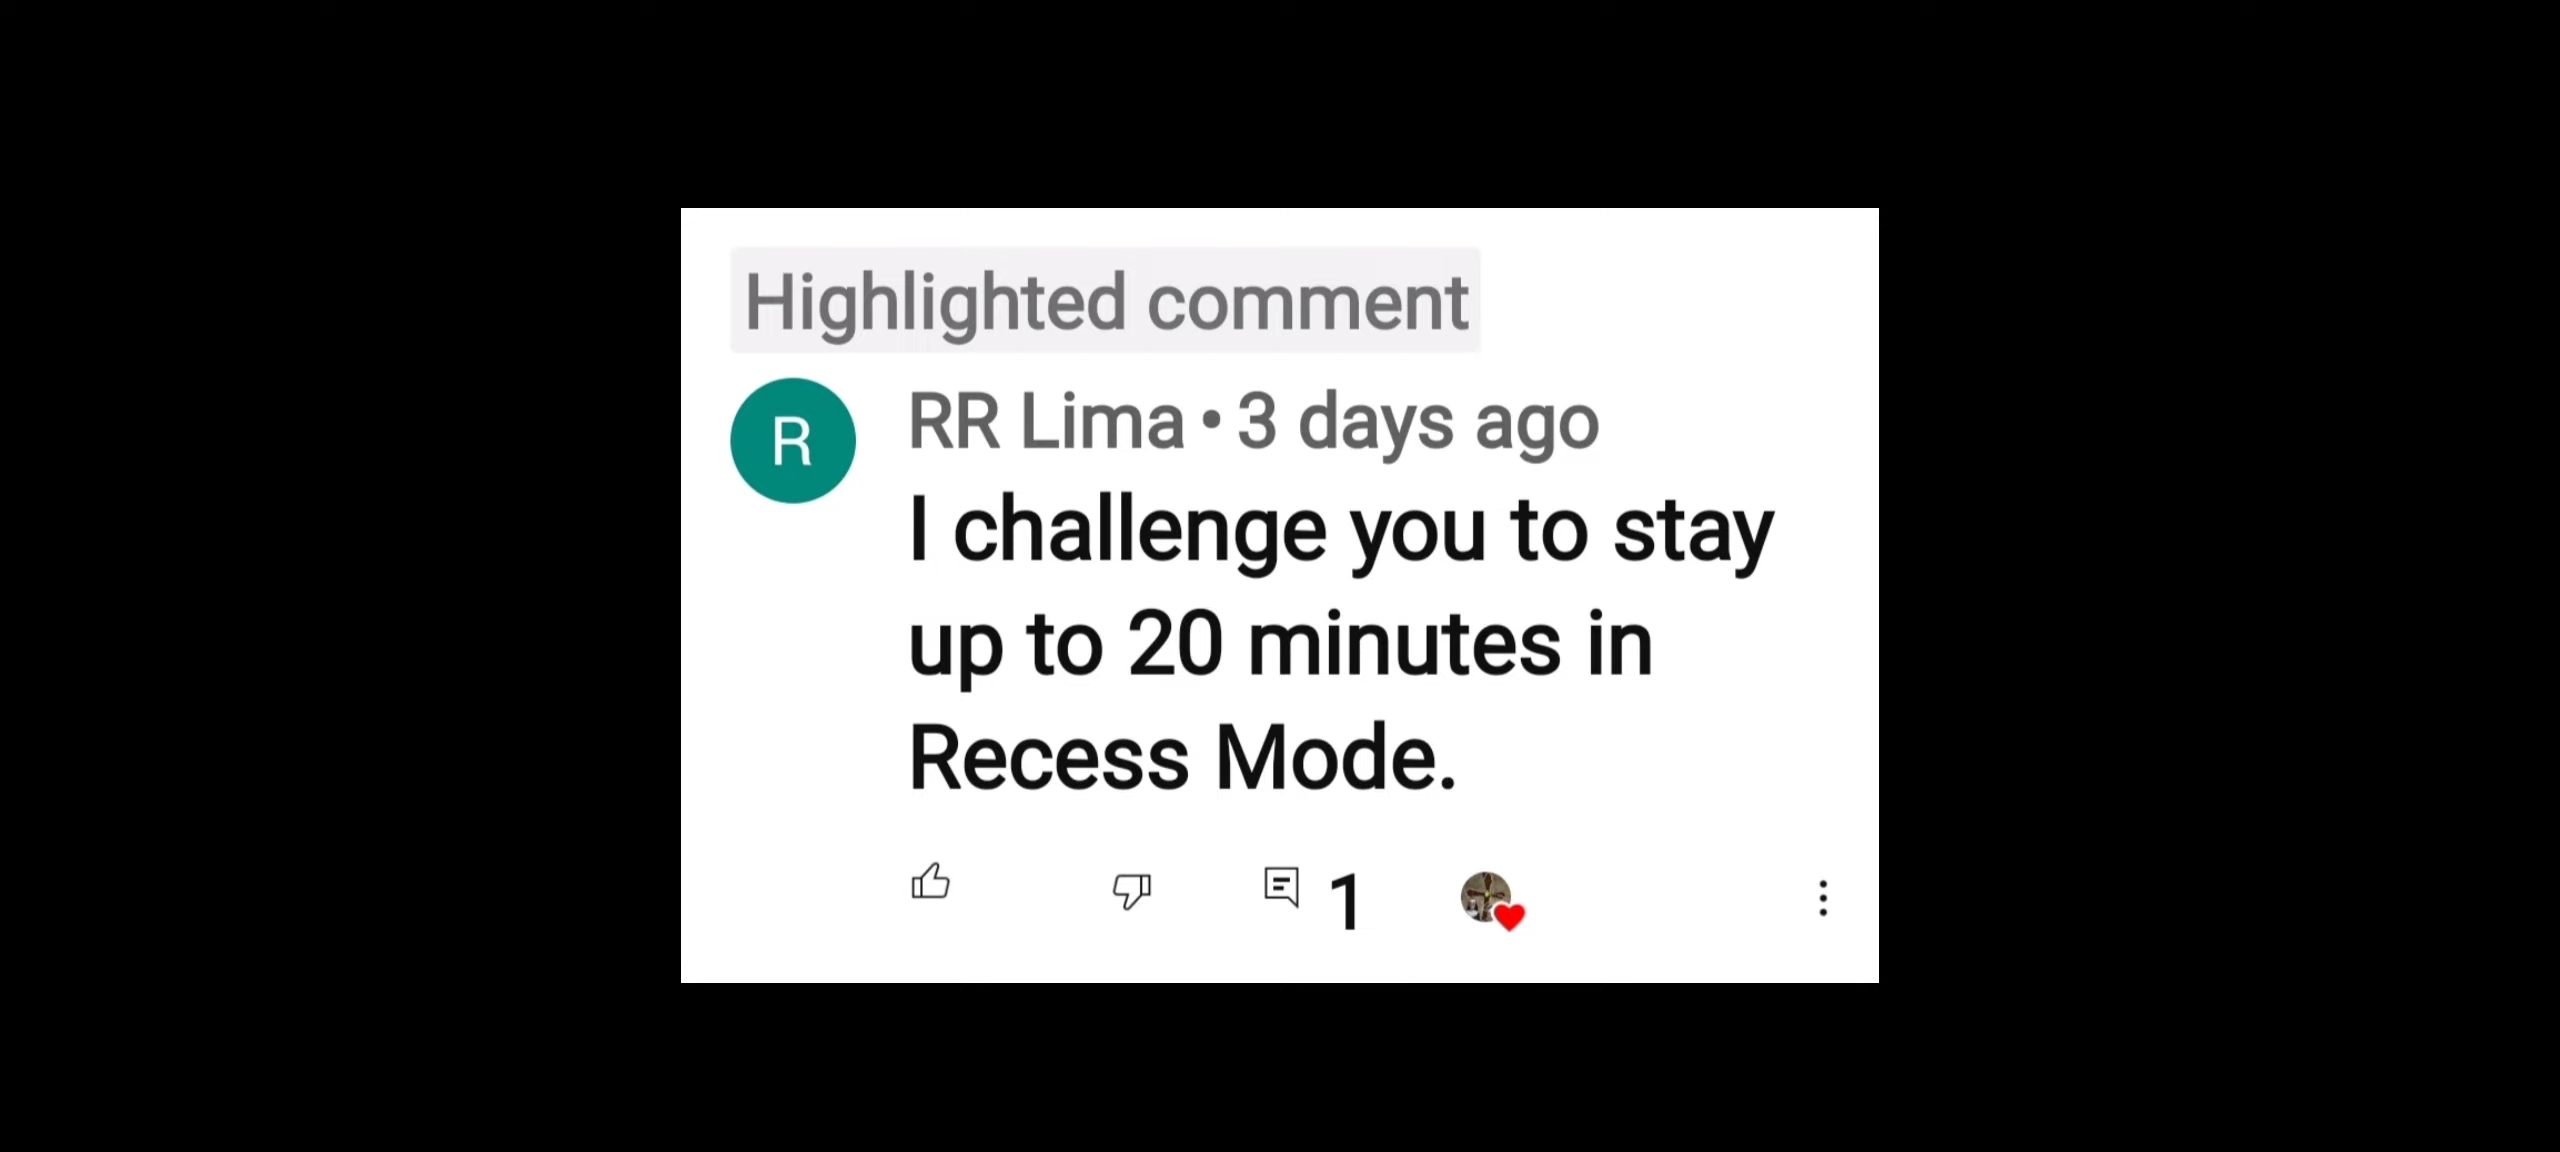 Highlighted comment
R
RR Lima • 3 days ago
I challenge you to stay
up to 20 minutes in
Recess Mode.
1